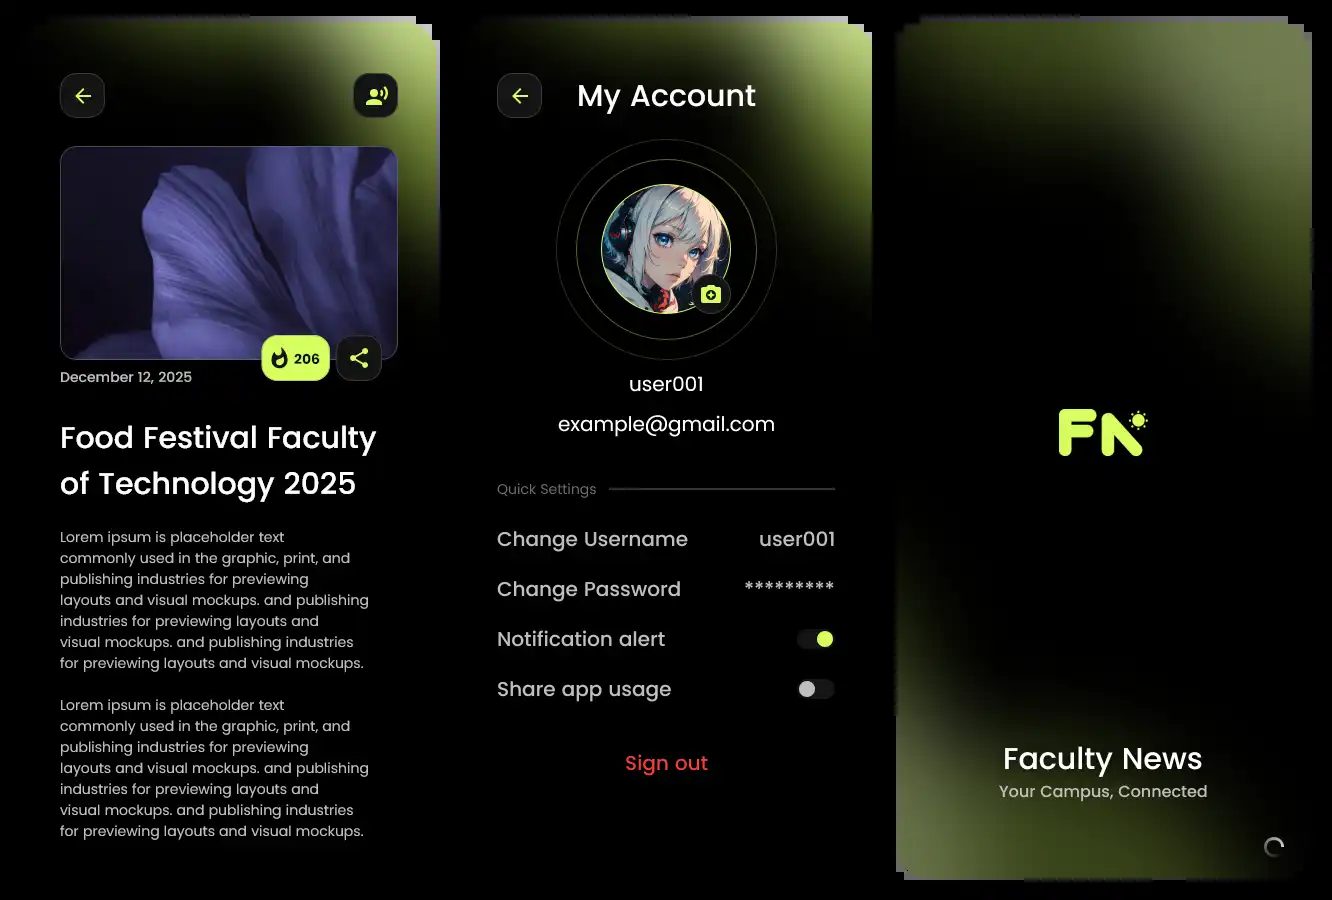 206
December 12, 2025
Food Festival Faculty
of Technology 2025
Lorem ipsum is placeholder text
commonly used in the graphic, print, and
publishing industries for previewing
layouts and visual mockups. and publishing
industries for previewing layouts and
visual mockups. and publishing industries
for previewing layouts and visual mockups.
Lorem ipsum is placeholder text
commonly used in the graphic, print, and
publishing industries for previewing
layouts and visual mockups. and publishing
industries for previewing layouts and
visual mockups. and publishing industries
for previewing layouts and visual mockups.
My Account
user001
example@gmail.com
Quick Settings
Change Username user001
Change Password *********
Notification alert
Share app usage
Sign out
FN
Faculty News
Your Campus, Connected